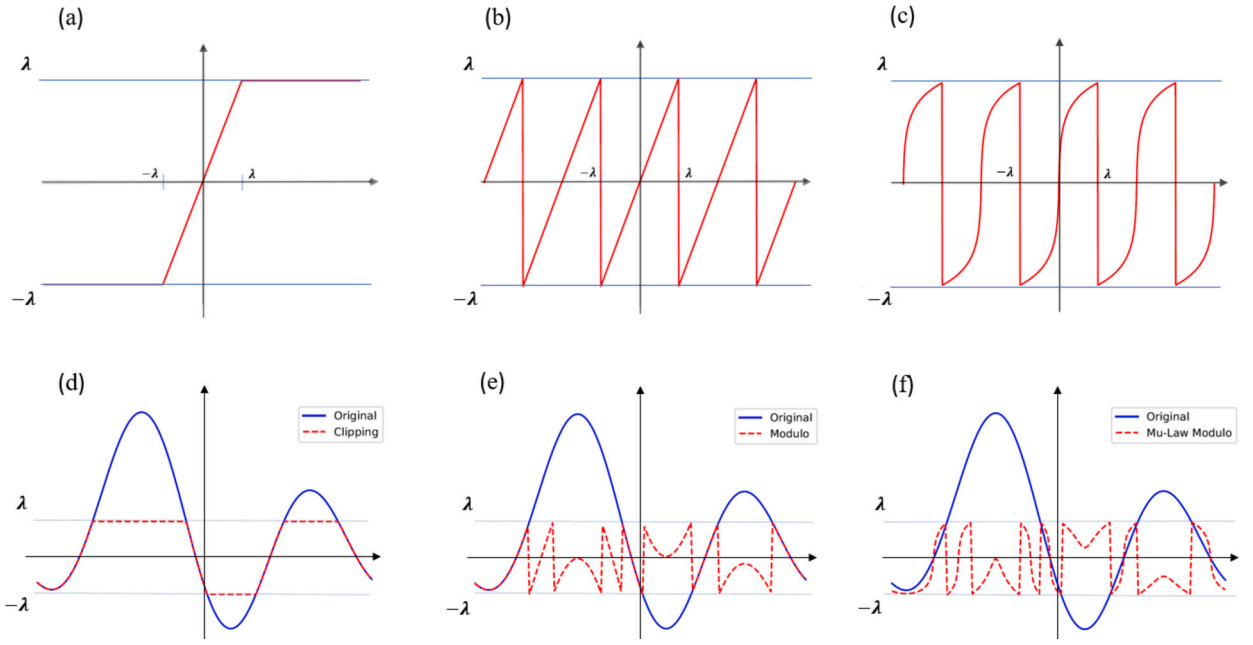 (a)
(b)
(c)
λ
λ
λ
−λ
λ
−λ
λ
−λ
λ
−λ
−λ
−λ
(d)
(e)
(f)
Original
Clipping
Original
Modulo
Original
Mu-Law Modulo
λ
λ
λ
−λ
−λ
−λ